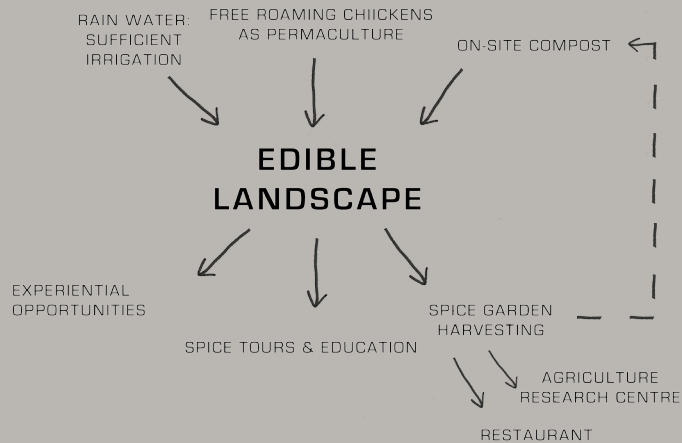 RAIN WATER:
SUFFICIENT
IRRIGATION
FREE ROAMING CHIICKENS
AS PERMACULTURE
ON-SITE COMPOST
EDIBLE
LANDSCAPE
EXPERIENTIAL
OPPORTUNITIES
SPICE TOURS & EDUCATION
SPICE GARDEN
HARVESTING
AGRICULTURE
RESEARCH CENTRE
RESTAURANT